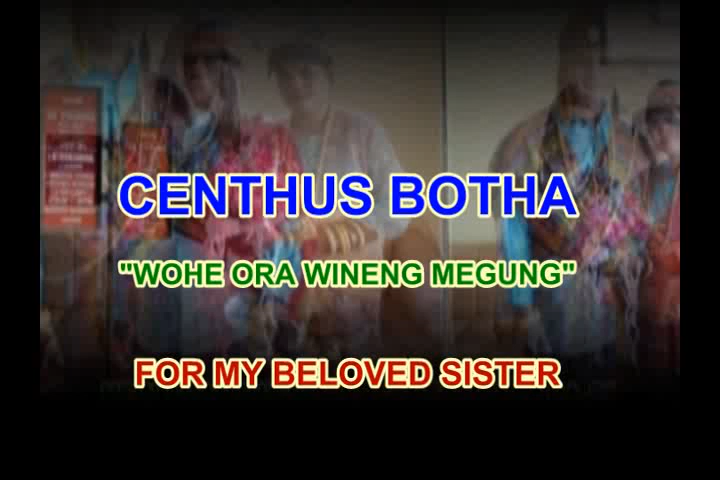 CENTHUS BOTHA
"WOHE ORA WINENG MEGUNG"
FOR MY BELOVED SISTER